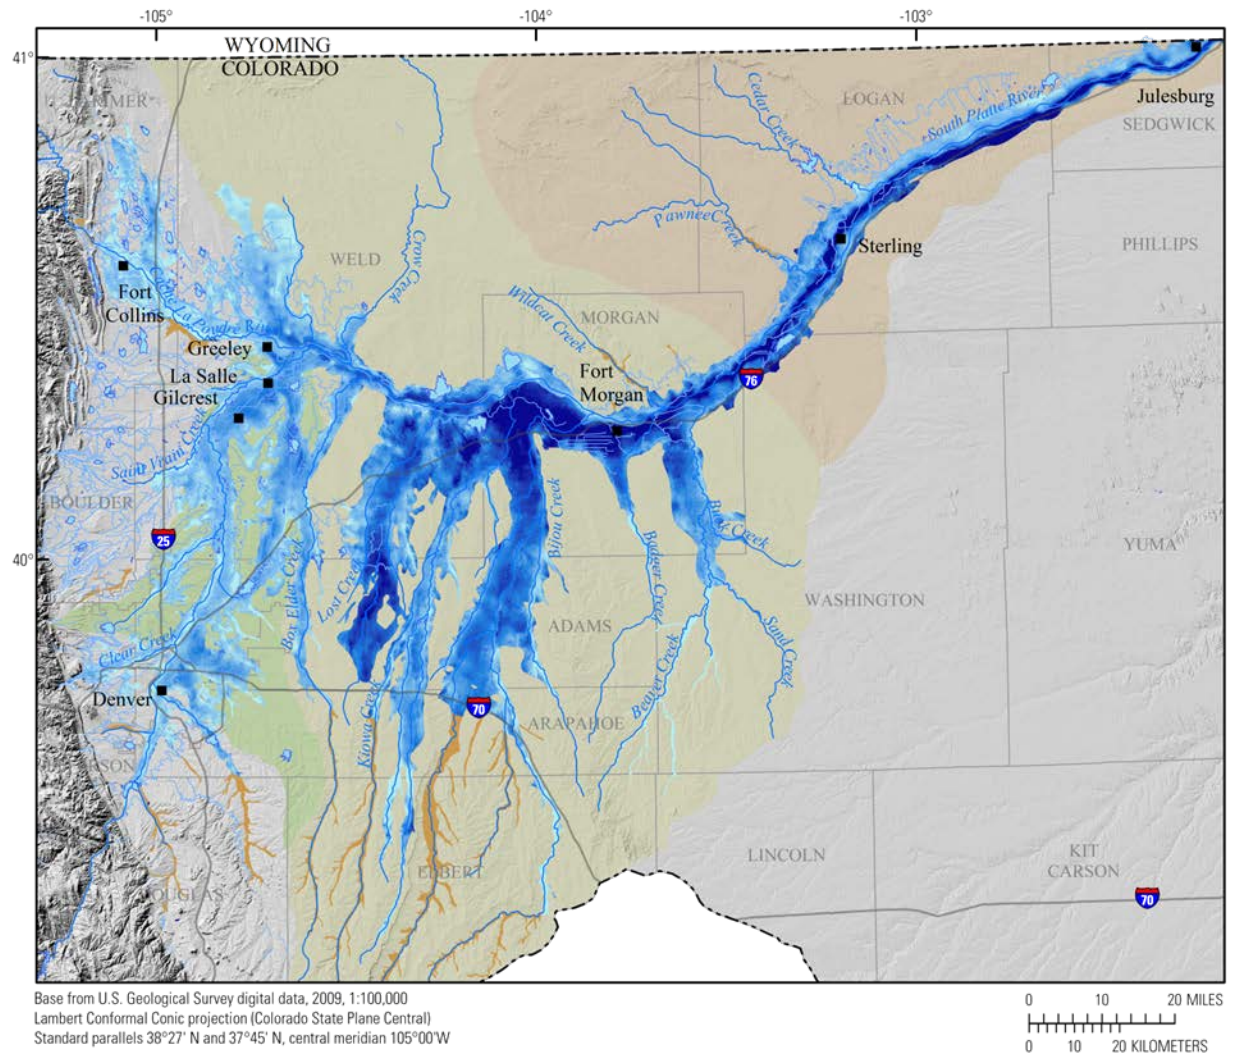 -105°
-104°
-103°
41°
WYOMING
COLORADO
LARIMER
Cedar Creek
LOGAN
South Platte River
Julesburg
SEDGWICK
Pawnee Creek
Sterling
PHILLIPS
WELD
Crow Creek
Fort
Collins
Cache La Poudre River
Wildcat Creek
MORGAN
Greeley
La Salle
Gilcrest
Fort
Morgan
76
Saint Vrain Creek
BOULDER
25
Bijou Creek
Badger Creek
40°
YUMA
Box Elder Creek
Lost Creek
WASHINGTON
ADAMS
Sand Creek
Clear Creek
Beaver Creek
Denver
Kiowa Creek
70
ARAPAHOE
ELBERT
LINCOLN
KIT
CARSON
DOUGLAS
70
Base from U.S. Geological Survey digital data, 2009, 1:100,000
Lambert Conformal Conic projection (Colorado State Plane Central)
Standard parallels 38°27' N and 37°45' N, central meridian 105°00'W
0 10 20 MILES
0 10 20 KILOMETERS